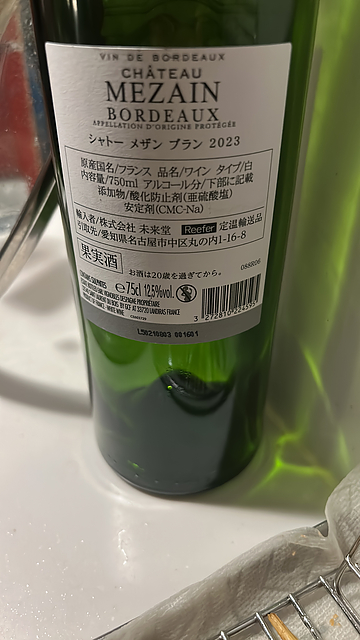 VIN DE BORDEAUX
CHÂTEAU
MEZAIN
BORDEAUX
APPELLATION D'ORIGINE PROTÉGÉE
シャトー メザン ブラン 2023
原産国名/フランス 品名/ワイン タイプ/白
内容量/750ml アルコール分/下部に記載
添加物/酸化防止剤(亜硫酸塩)
安定剤(CMC-Na)
輸入者/株式会社 未来堂 Reefer 定温輸送品
引取先/愛知県名古屋市中区丸の内1-16-8
果実酒
お酒は20歳を過ぎてから。
CONTAINS SULPHITES
℮ 75cl 12.5%vol.